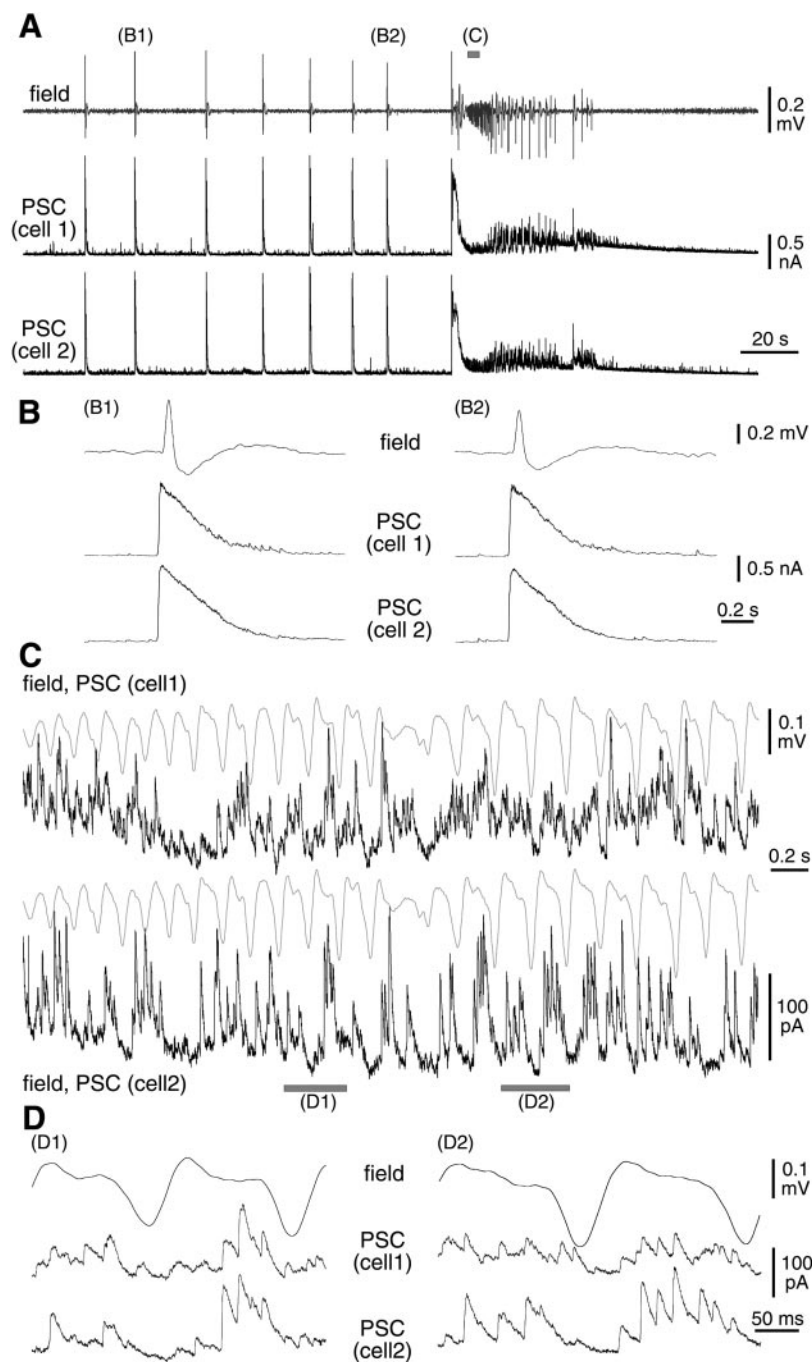 A
(B1) (B2) (C)
field
0.2
mV
PSC
(cell 1)
0.5
nA
PSC
(cell 2)
20 s
B
(B1) (B2)
field
0.2 mV
PSC
(cell 1)
0.5 nA
PSC
(cell 2)
0.2 s
C
field, PSC (cell1)
0.1
mV
0.2 s
100
pA
field, PSC (cell2)
(D1) (D2)
D
(D1) (D2)
field
0.1
mV
PSC
(cell1)
100
pA
PSC
(cell2)
50 ms